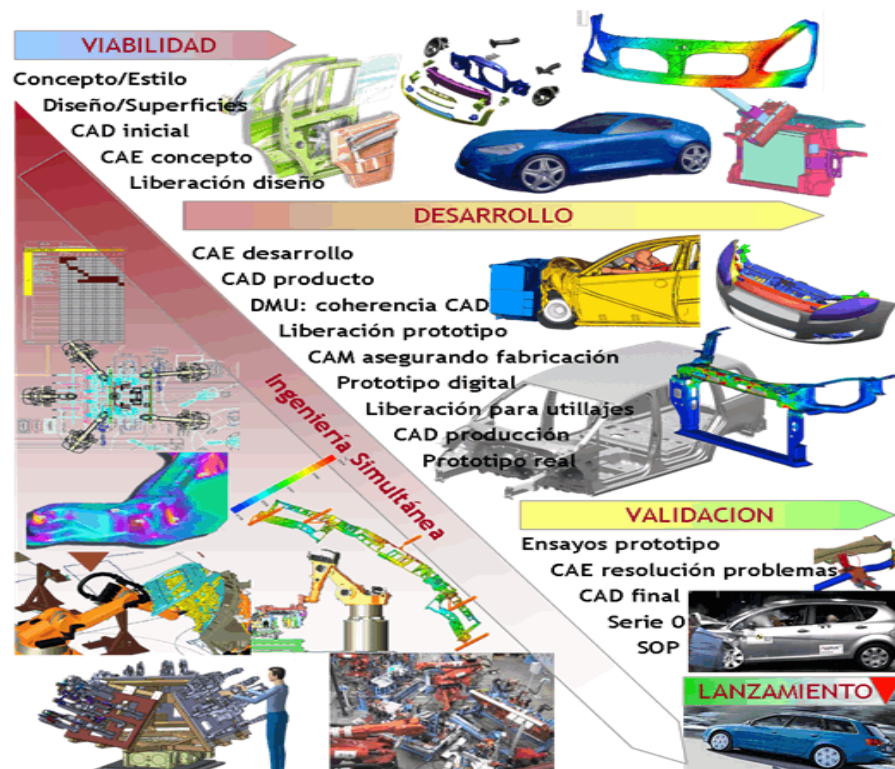 VIABILIDAD
Concepto/Estilo
Diseño/Superficies
CAD inicial
CAE concepto
Liberación diseño
DESARROLLO
CAE desarrollo
CAD producto
DMU: coherencia CAD
Liberación prototipo
CAM asegurando fabricación
Prototipo digital
Liberación para utillajes
CAD producción
Prototipo real
Ingeniería Simultánea
VALIDACION
Ensayos prototipo
CAE resolución problemas
CAD final
Serie 0
SOP
LANZAMIENTO